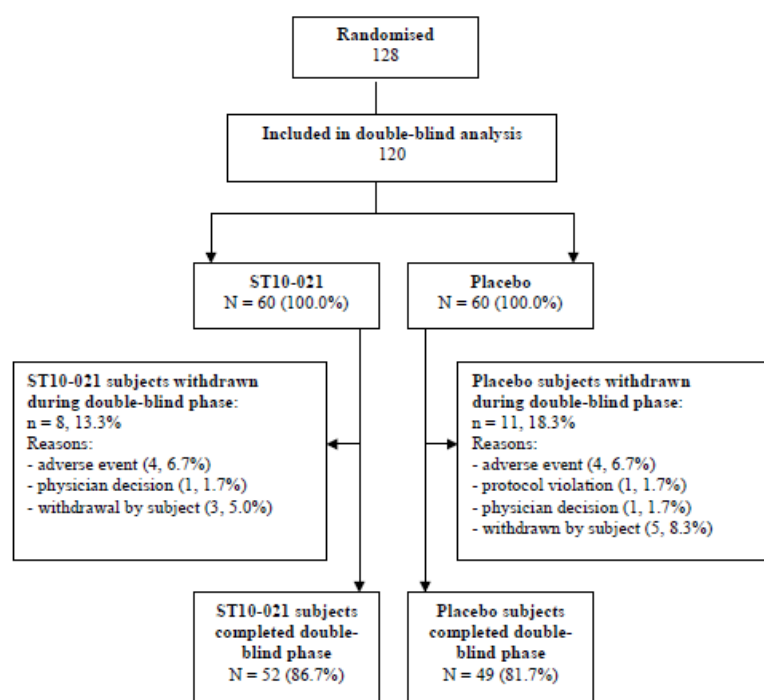 Randomised
128
Included in double-blind analysis
120
ST10-021
N = 60 (100.0%)
Placebo
N = 60 (100.0%)
ST10-021 subjects withdrawn
during double-blind phase:
n = 8, 13.3%
Reasons:
- adverse event (4, 6.7%)
- physician decision (1, 1.7%)
- withdrawal by subject (3, 5.0%)
Placebo subjects withdrawn
during double-blind phase:
n = 11, 18.3%
Reasons:
- adverse event (4, 6.7%)
- protocol violation (1, 1.7%)
- physician decision (1, 1.7%)
- withdrawn by subject (5, 8.3%)
ST10-021 subjects
completed double-
blind phase
N = 52 (86.7%)
Placebo subjects
completed double-
blind phase
N = 49 (81.7%)